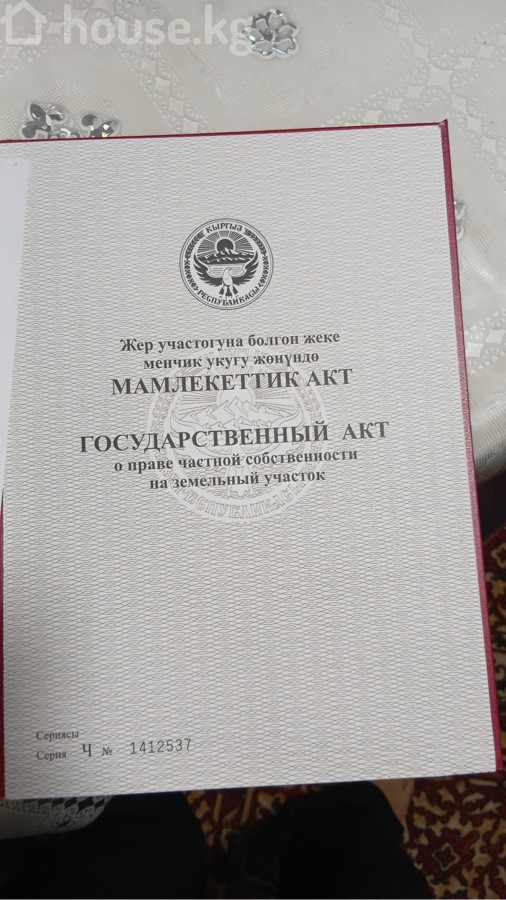 house.kg
КЫРГЫЗ
РЕСПУБЛИКАСЫ
Жер участогуна болгон жеке
менчик укугу жөнүндө
МАМЛЕКЕТТИК АКТ
ГОСУДАРСТВЕННЫЙ АКТ
о праве частной собственности
на земельный участок
РЕСПУБЛИКАСЫ
Сериясы
Серия Ч № 1412537